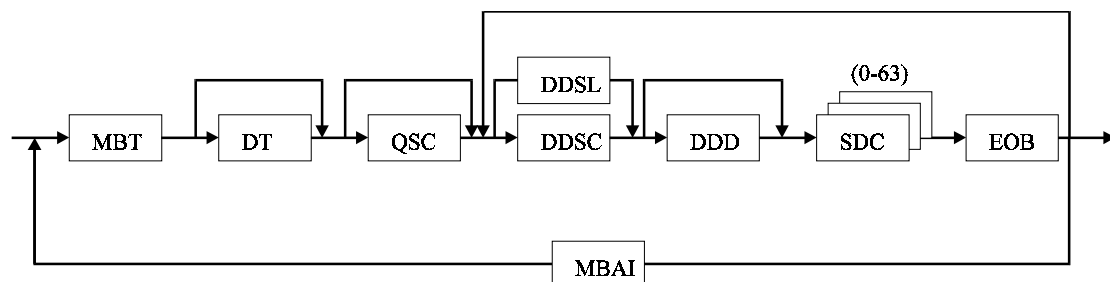 DDSL
(0-63)
MBT
DT
QSC
DDSC
DDD
SDC
EOB
MBAI